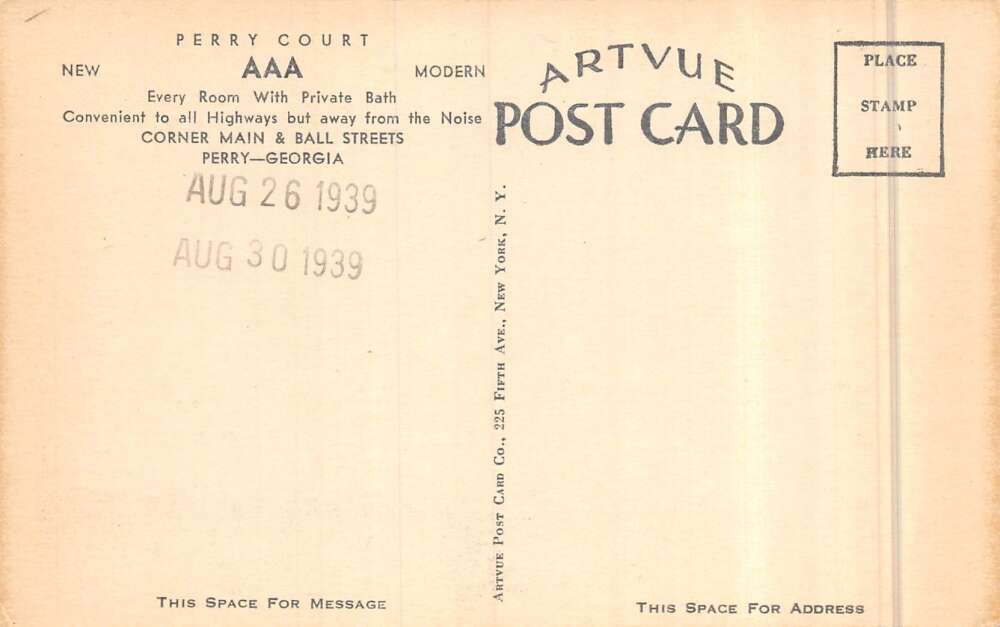 PERRY COURT
NEW AAA MODERN
Every Room With Private Bath
Convenient to all Highways but away from the Noise
CORNER MAIN & BALL STREETS
PERRY—GEORGIA
AUG 26 1939
AUG 30 1939
THIS SPACE FOR MESSAGE
ARTVUE POST CARD CO., 225 FIFTH AVE., NEW YORK, N. Y.
ARTVUE
POST CARD
PLACE
STAMP
HERE
THIS SPACE FOR ADDRESS